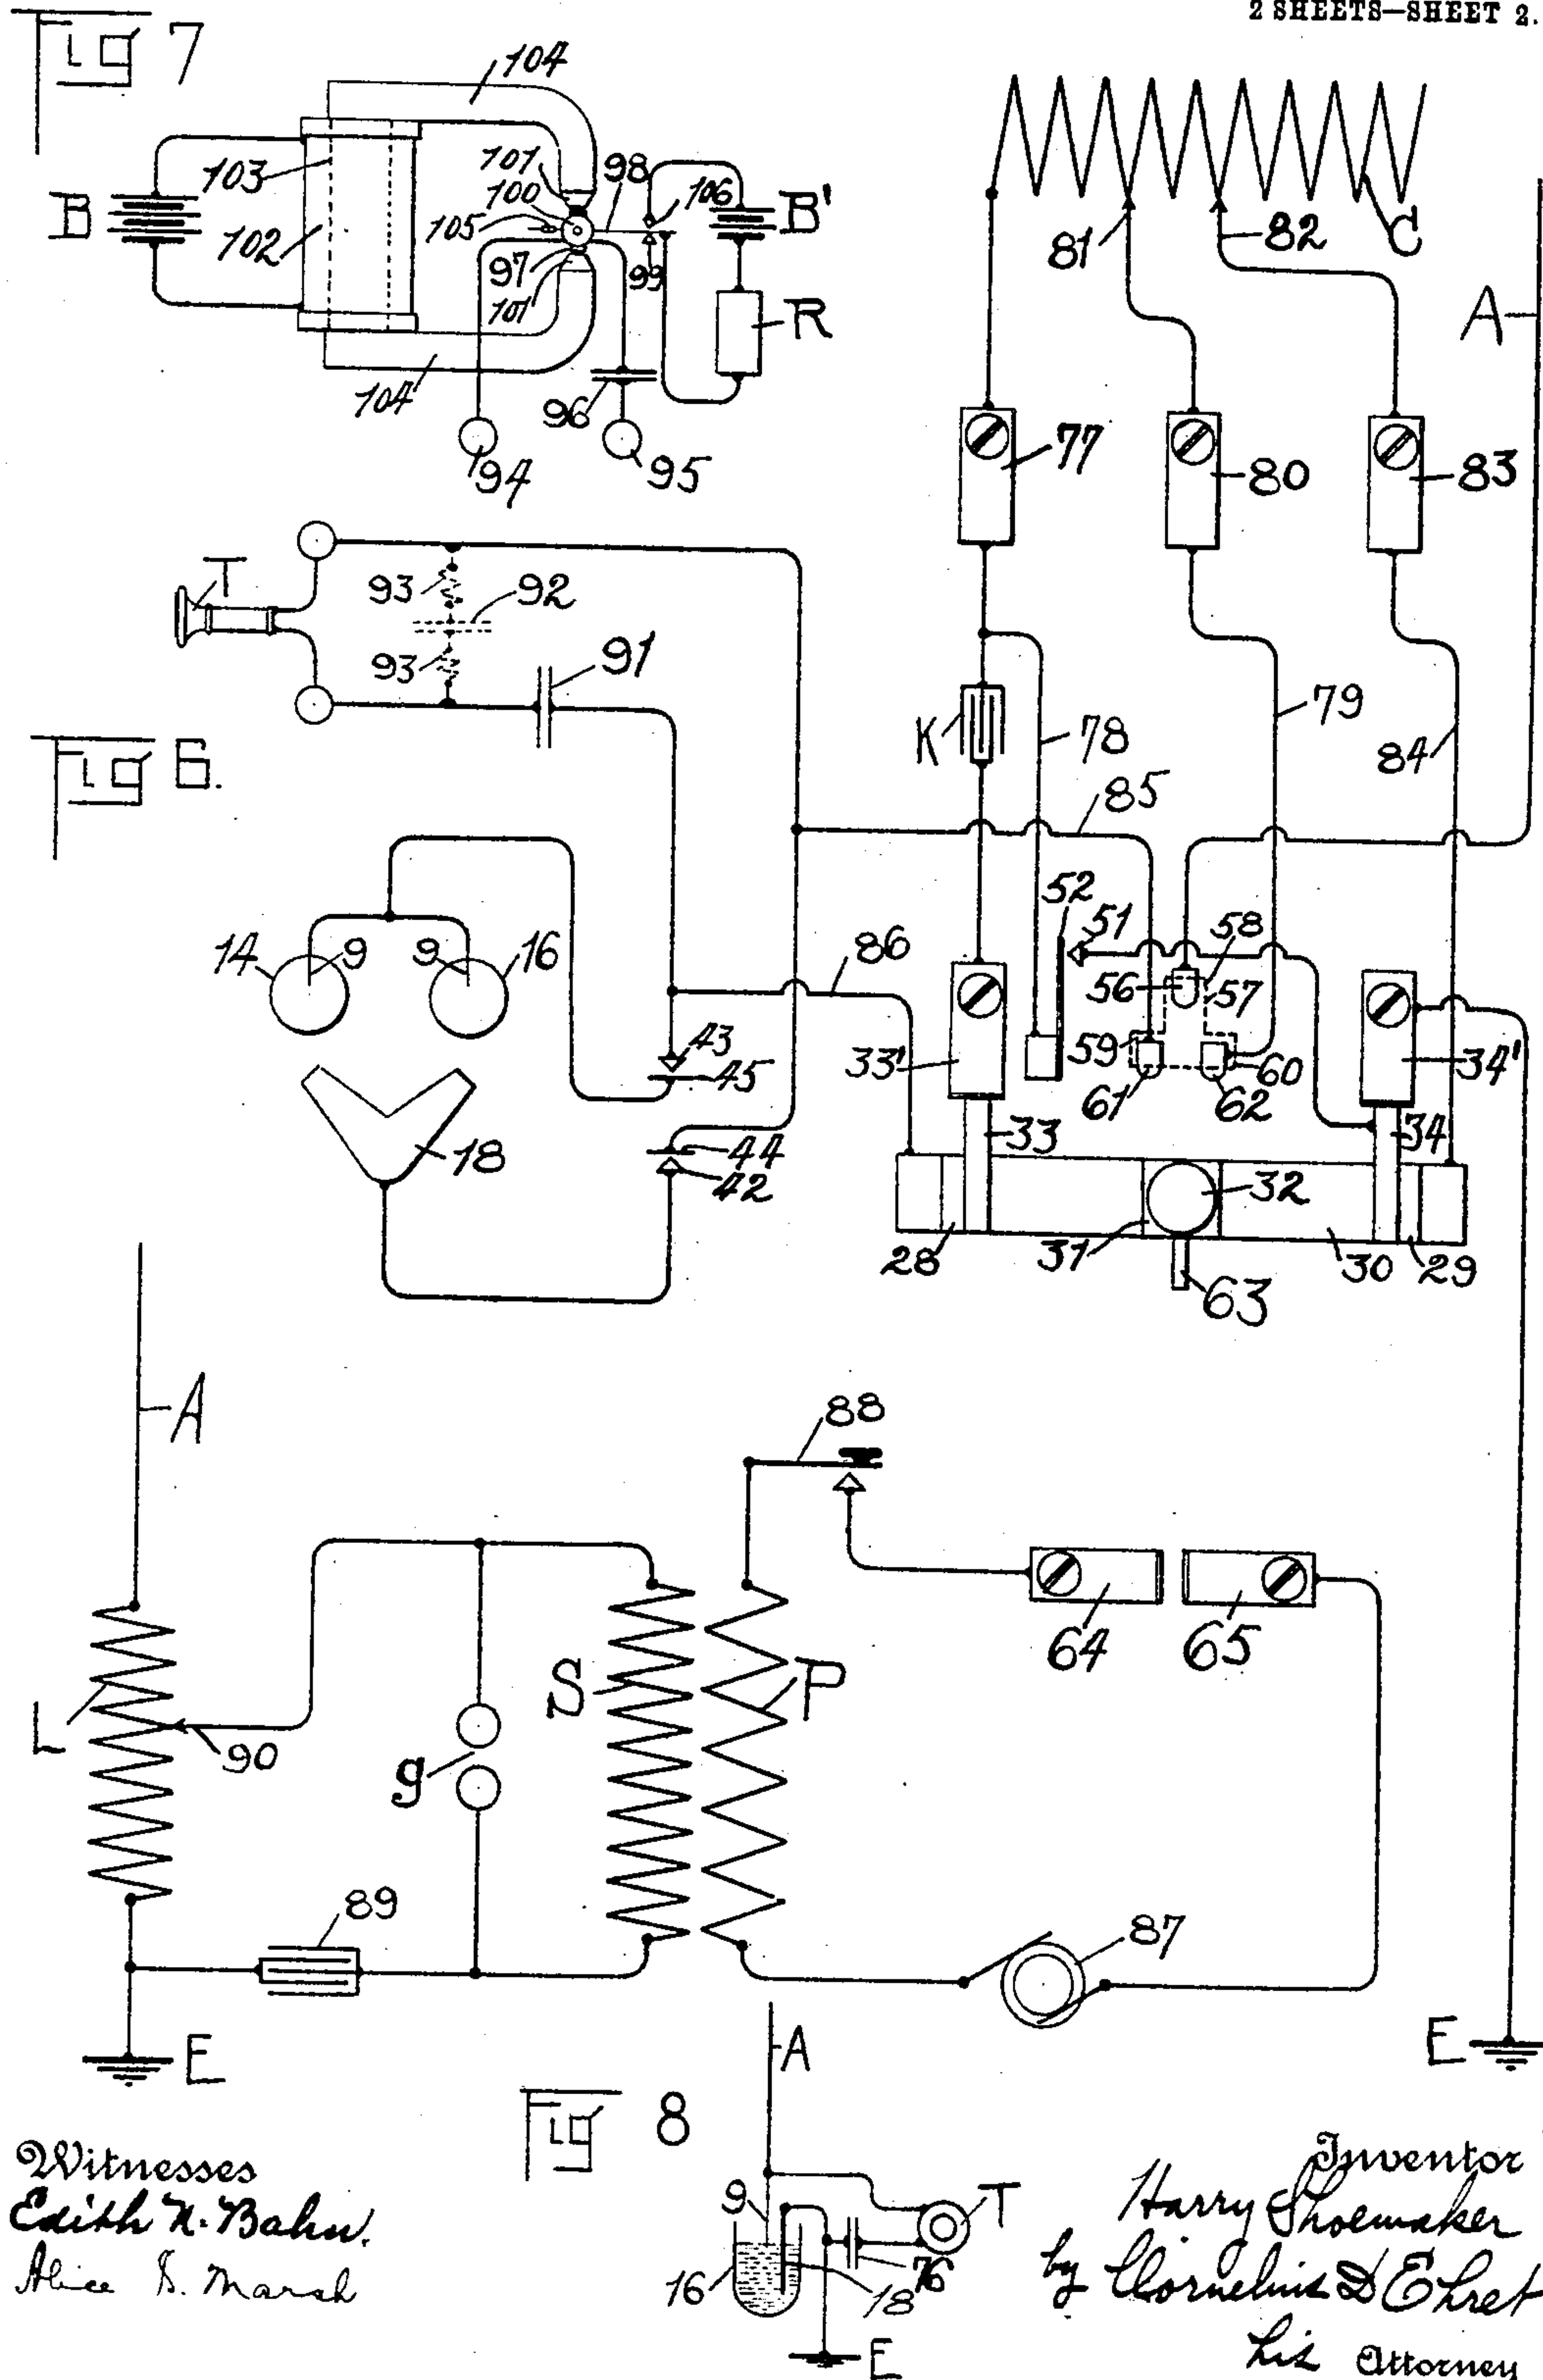 2 SHEETS—SHEET 2.
Fig 7
104
103
B
102
101
100
105
98
106
97
99
101
B'
R
104
96
94
95
C
81
82
A
77
80
83
T
93
92
93
91
K
78
79
84
85
Fig 6.
14
9
9
16
86
52
51
58
56
57
43
45
33'
59
60
61
62
34'
18
44
42
33
34
32
28
31
30
29
63
A
88
L
90
g
S
P
64
65
89
87
E
E
Fig 8
A
9
T
16
18
76
E
Witnesses
Edith N. Bahn.
Alice S. Marsh
Inventor
Harry Shoemaker
by Cornelius D Ehret
his Attorney